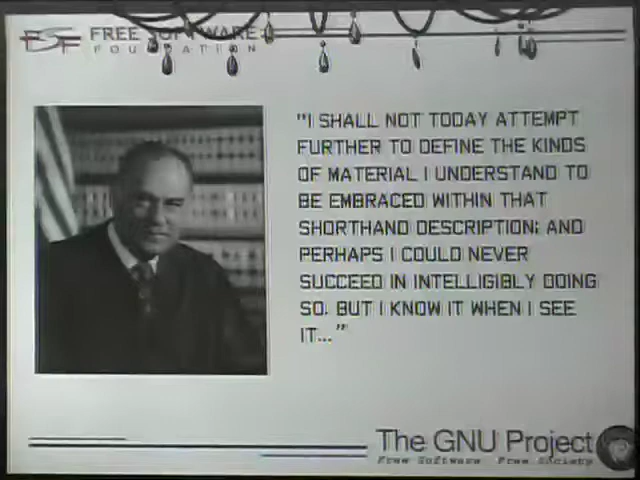 FSF FREE SOFTWARE
FOUNDATION
"I SHALL NOT TODAY ATTEMPT
FURTHER TO DEFINE THE KINDS
OF MATERIAL I UNDERSTAND TO
BE EMBRACED WITHIN THAT
SHORTHAND DESCRIPTION; AND
PERHAPS I COULD NEVER
SUCCEED IN INTELLIGIBLY DOING
SO. BUT I KNOW IT WHEN I SEE
IT..."
The GNU Project
Free Software Free Society